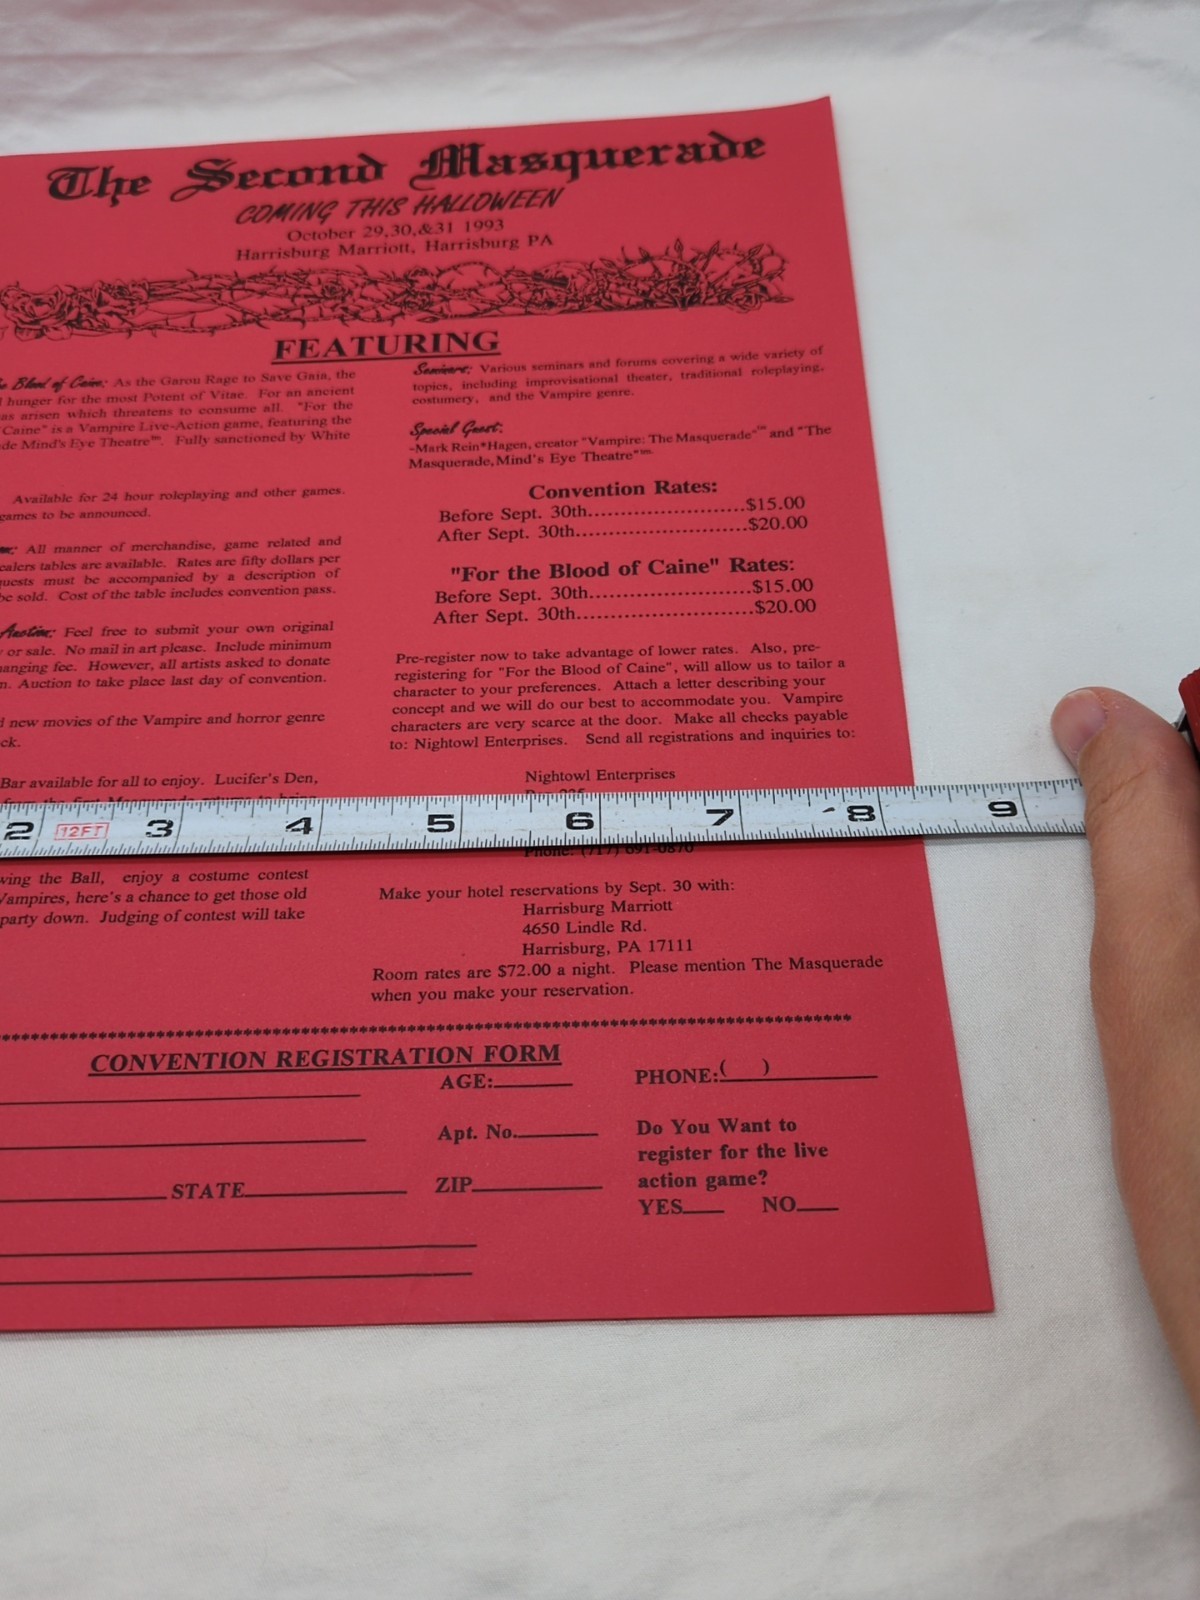 The Second Masquerade
COMING THIS HALLOWEEN
October 29,30,&31 1993
Harrisburg Marriott, Harrisburg PA
FEATURING
Blood of Caine: As the Garou Rage to Save Gaia, the
hunger for the most Potent of Vitae. For an ancient
as arisen which threatens to consume all. "For the
Caine" is a Vampire Live-Action game, featuring the
de Mind's Eye Theatre℠. Fully sanctioned by White
Available for 24 hour roleplaying and other games.
games to be announced.
All manner of merchandise, game related and
ealers tables are available. Rates are fifty dollars per
quests must be accompanied by a description of
be sold. Cost of the table includes convention pass.
Auction: Feel free to submit your own original
or sale. No mail in art please. Include minimum
hanging fee. However, all artists asked to donate
n. Auction to take place last day of convention.
d new movies of the Vampire and horror genre
ck.
Bar available for all to enjoy. Lucifer's Den,
from the first Masquerade returns to bring
wing the Ball, enjoy a costume contest
Vampires, here's a chance to get those old
party down. Judging of contest will take
Seminars: Various seminars and forums covering a wide variety of
topics, including improvisational theater, traditional roleplaying,
costumery, and the Vampire genre.
Special Guest:
-Mark Rein*Hagen, creator "Vampire: The Masquerade"™ and "The
Masquerade, Mind's Eye Theatre"℠.
Convention Rates:
Before Sept. 30th........................$15.00
After Sept. 30th..........................$20.00
"For the Blood of Caine" Rates:
Before Sept. 30th........................$15.00
After Sept. 30th...........................$20.00
Pre-register now to take advantage of lower rates. Also, pre-
registering for "For the Blood of Caine", will allow us to tailor a
character to your preferences. Attach a letter describing your
concept and we will do our best to accommodate you. Vampire
characters are very scarce at the door. Make all checks payable
to: Nightowl Enterprises. Send all registrations and inquiries to:
Nightowl Enterprises
2 12FT 3 4 5 6 7 8 9
Phone: (717) 691-0870
Make your hotel reservations by Sept. 30 with:
Harrisburg Marriott
4650 Lindle Rd.
Harrisburg, PA 17111
Room rates are $72.00 a night. Please mention The Masquerade
when you make your reservation.
CONVENTION REGISTRATION FORM
AGE: PHONE:( )
Apt. No. Do You Want to
register for the live
STATE ZIP action game?
YES NO